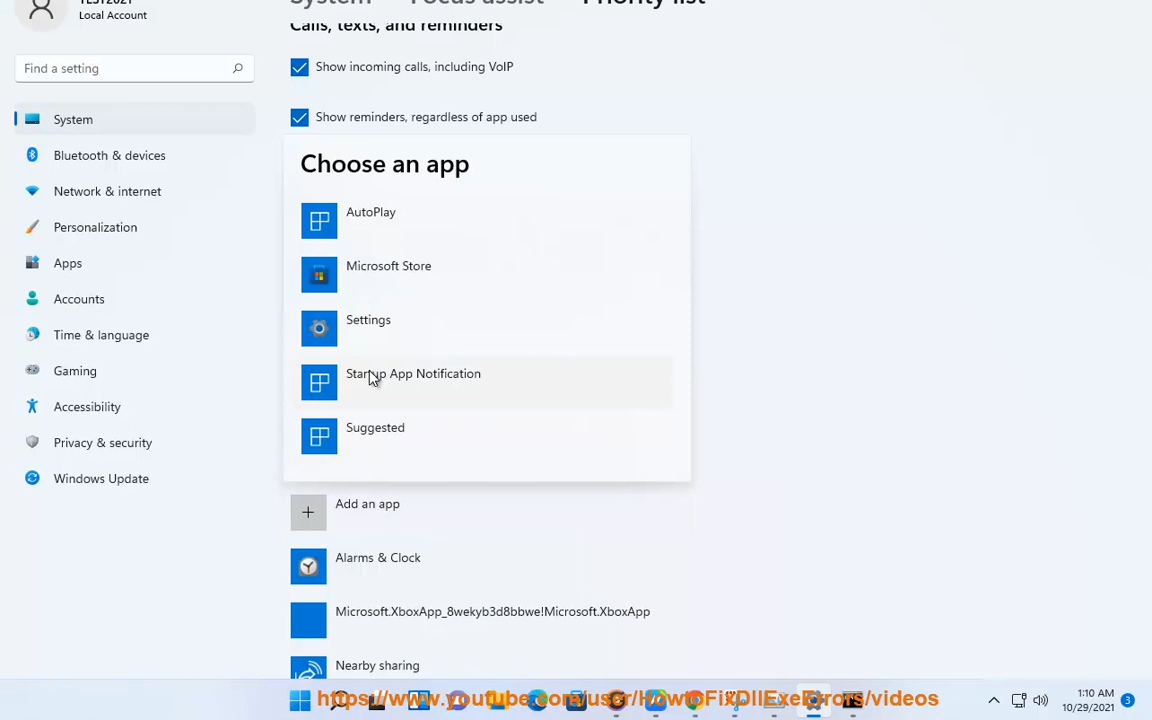 System Focus assist Priority list
TEST2021
Local Account
Calls, texts, and reminders
Find a setting
Show incoming calls, including VoIP
Show reminders, regardless of app used
System
Bluetooth & devices
Network & internet
Personalization
Apps
Accounts
Time & language
Gaming
Accessibility
Privacy & security
Windows Update
Choose an app
AutoPlay
Microsoft Store
Settings
Startup App Notification
Suggested
Add an app
Alarms & Clock
Microsoft.XboxApp_8wekyb3d8bbwe!Microsoft.XboxApp
Nearby sharing
https://www.youtube.com/user/HowtoFixDllExeErrors/videos
1:10 AM
10/29/2021
3